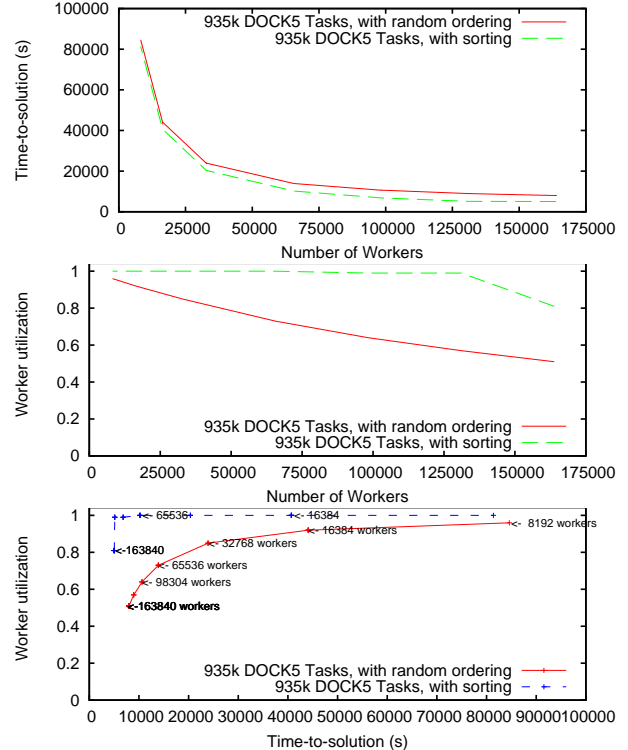 100000
80000
60000
40000
20000
0
Time-to-solution (s)
935k DOCK5 Tasks, with random ordering
935k DOCK5 Tasks, with sorting
0 25000 50000 75000 100000 125000 150000 175000
Number of Workers
1
0.8
0.6
0.4
0.2
0
Worker utilization
935k DOCK5 Tasks, with random ordering
935k DOCK5 Tasks, with sorting
0 25000 50000 75000 100000 125000 150000 175000
Number of Workers
1
0.8
0.6
0.4
0.2
0
Worker utilization
<- 65536
<-16384
<- 8192 workers
<- 16384 workers
<-32768 workers
<-163840
<- 65536 workers
<- 98304 workers
<-163840 workers
935k DOCK5 Tasks, with random ordering
935k DOCK5 Tasks, with sorting
0 10000 20000 30000 40000 50000 60000 70000 80000 90000 100000
Time-to-solution (s)